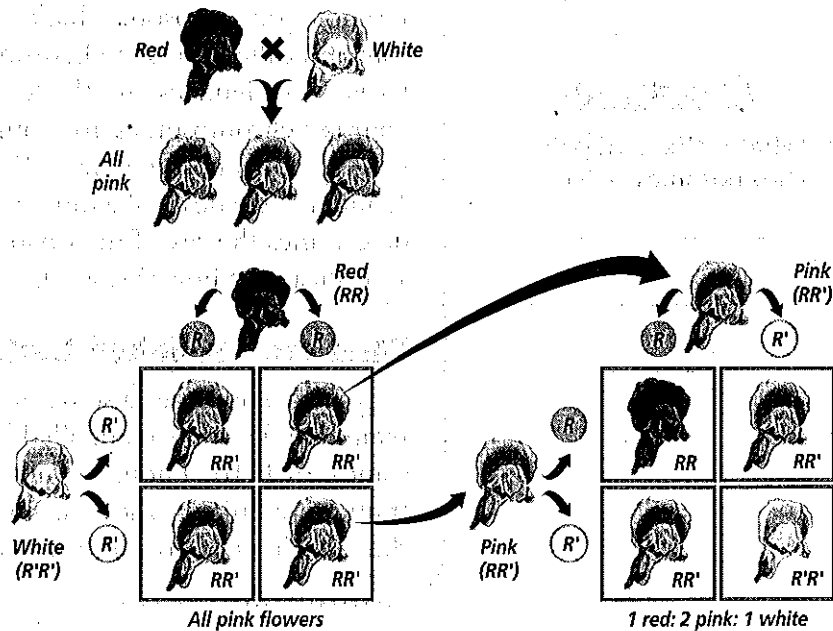 Red
White
All
pink
Red
(RR)
Pink
(RR')
R
R
R
R'
R'
R'
White
(R'R')
RR'
RR'
RR'
RR'
All pink flowers
Pink
(RR')
R
R'
RR
RR'
RR'
R'R'
1 red: 2 pink: 1 white